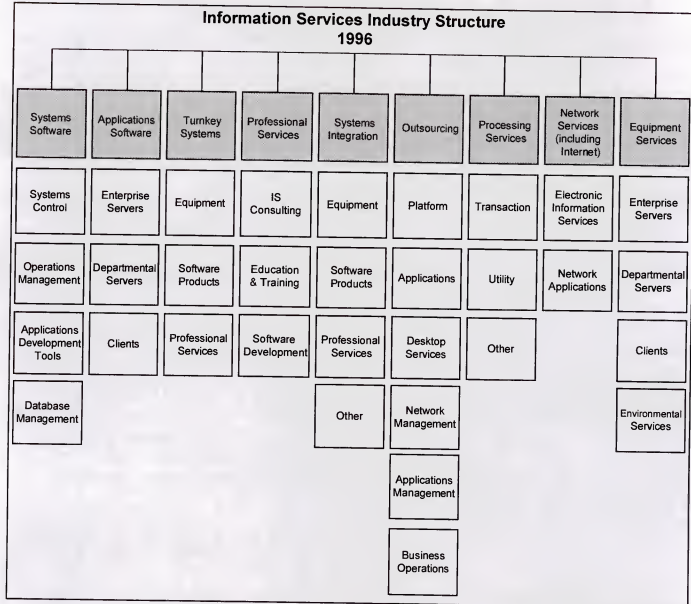 Information Services Industry Structure
1996
Systems
Software
Applications
Software
Turnkey
Systems
Professional
Services
Systems
Integration
Outsourcing
Processing
Services
Network
Services
(including
Internet)
Equipment
Services
Systems
Control
Enterprise
Servers
Equipment
IS
Consulting
Equipment
Platform
Transaction
Electronic
Information
Services
Enterprise
Servers
Operations
Management
Departmental
Servers
Software
Products
Education
& Training
Software
Products
Applications
Utility
Network
Applications
Departmental
Servers
Applications
Development
Tools
Clients
Professional
Services
Software
Development
Professional
Services
Desktop
Services
Other
Clients
Database
Management
Other
Network
Management
Environmental
Services
Applications
Management
Business
Operations